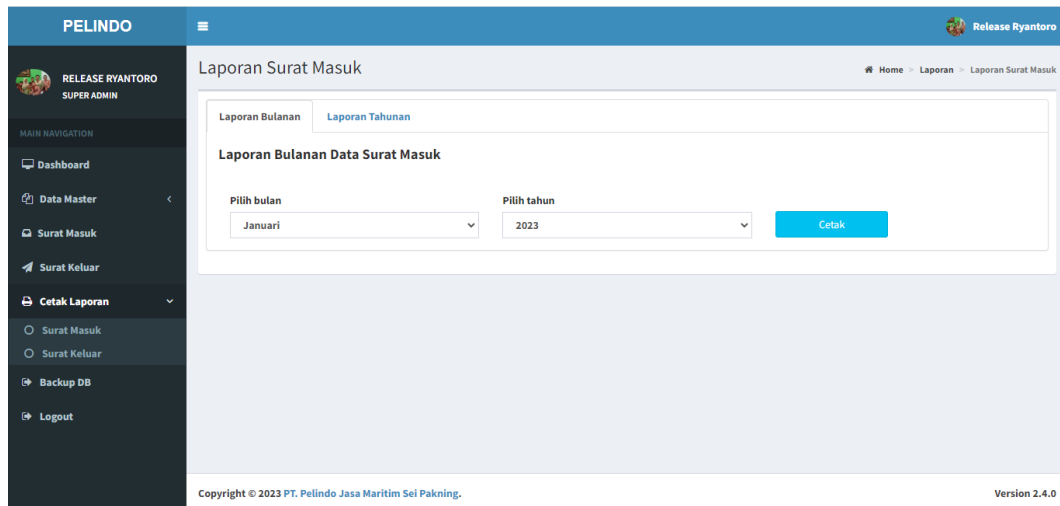 PELINDO
Release Ryantoro
RELEASE RYANTORO
SUPER ADMIN
MAIN NAVIGATION
Dashboard
Data Master
Surat Masuk
Surat Keluar
Cetak Laporan
Surat Masuk
Surat Keluar
Backup DB
Logout
Laporan Surat Masuk
Home > Laporan > Laporan Surat Masuk
Laporan Bulanan Laporan Tahunan
Laporan Bulanan Data Surat Masuk
Pilih bulan Pilih tahun
Januari 2023 Cetak
Copyright © 2023 PT. Pelindo Jasa Maritim Sei Pakning. Version 2.4.0